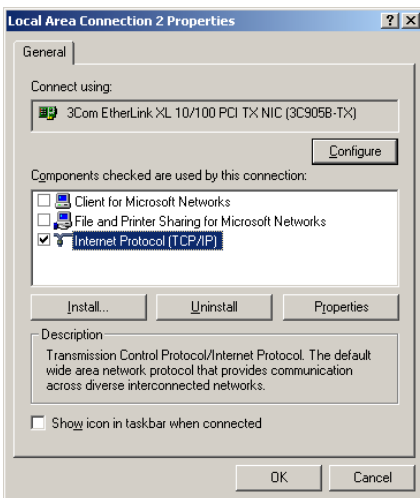 Local Area Connection 2 Properties
General
Connect using:
3Com EtherLink XL 10/100 PCI TX NIC (3C905B-TX)
Configure
Components checked are used by this connection:
Client for Microsoft Networks
File and Printer Sharing for Microsoft Networks
Internet Protocol (TCP/IP)
Install...
Uninstall
Properties
Description
Transmission Control Protocol/Internet Protocol. The default
wide area network protocol that provides communication
across diverse interconnected networks.
Show icon in taskbar when connected
OK
Cancel